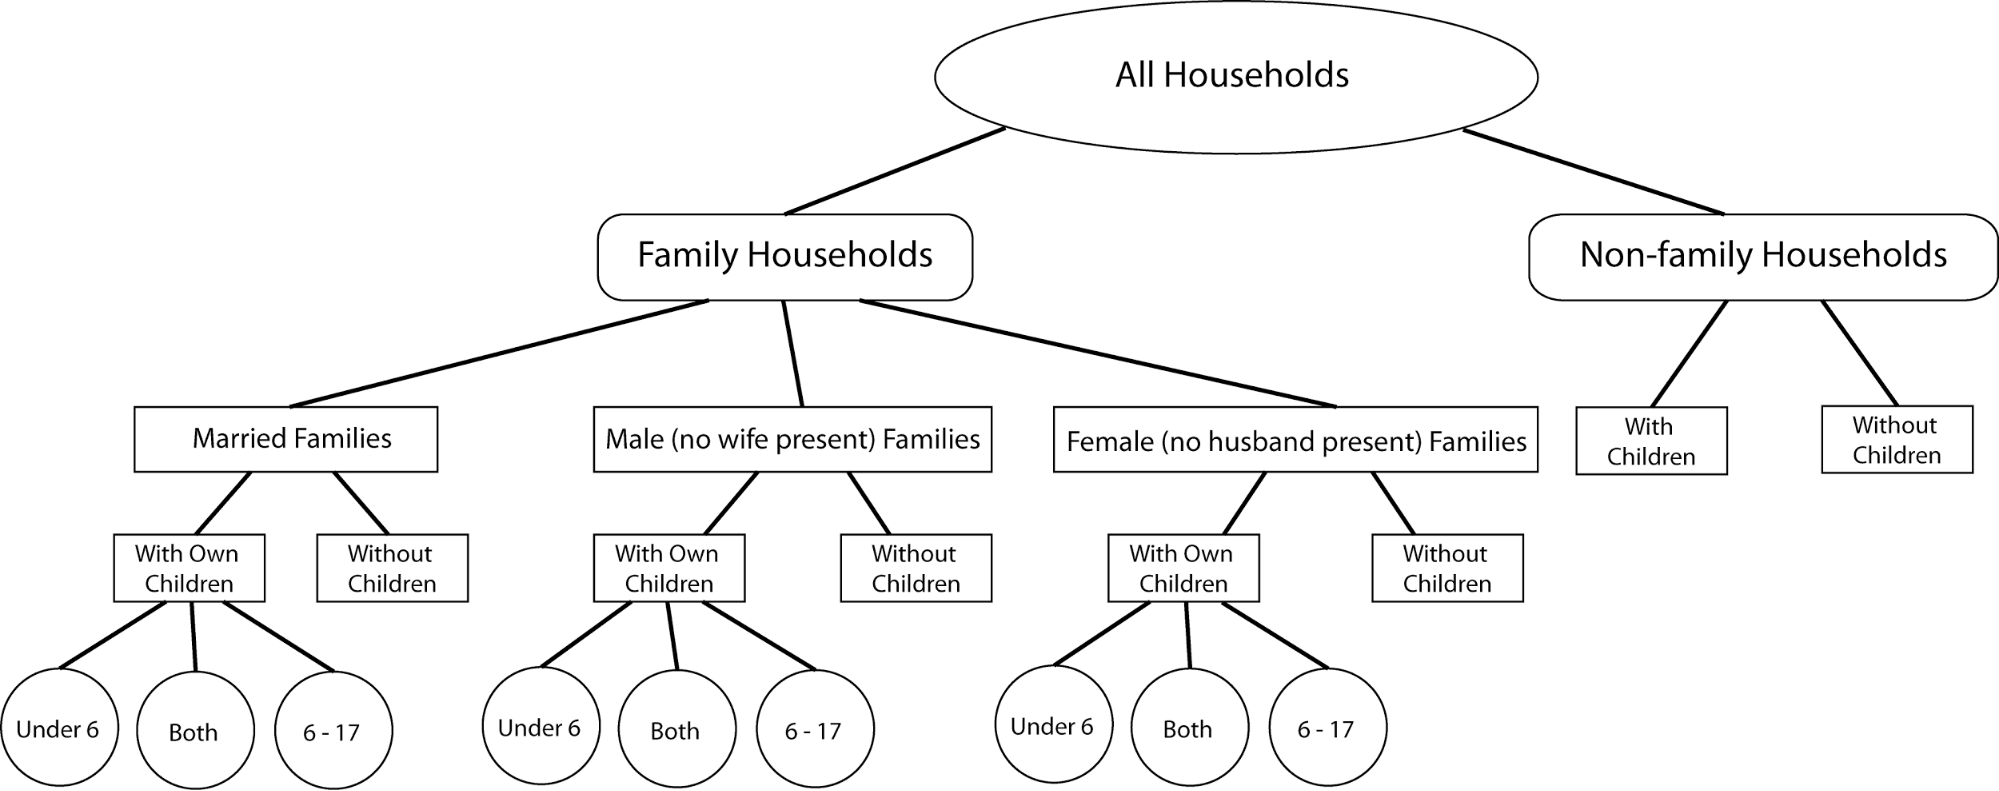 All Households
Family Households
Non-family Households
Married Families
Male (no wife present) Families
Female (no husband present) Families
With
Children
Without
Children
With Own
Children
Without
Children
With Own
Children
Without
Children
With Own
Children
Without
Children
Under 6
Both
6 - 17
Under 6
Both
6 - 17
Under 6
Both
6 - 17